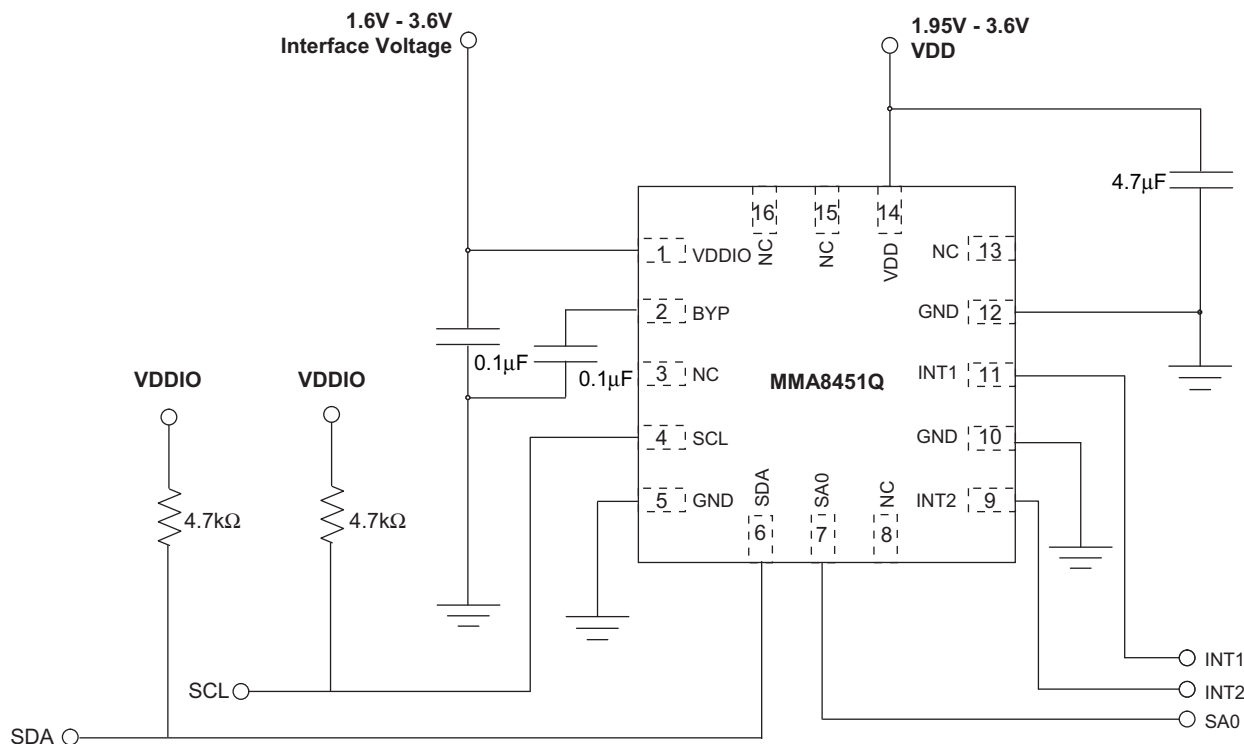 1.6V - 3.6V
Interface Voltage
1.95V - 3.6V
VDD
4.7μF
16
NC
15
NC
14
VDD
1
VDDIO
NC
13
2
BYP
GND
12
0.1μF
0.1μF
3
NC
MMA8451Q
INT1
11
VDDIO
VDDIO
4
SCL
GND
10
5
GND
SDA
6
SA0
7
NC
8
INT2
9
4.7kΩ
4.7kΩ
INT1
SCL
INT2
SA0
SDA